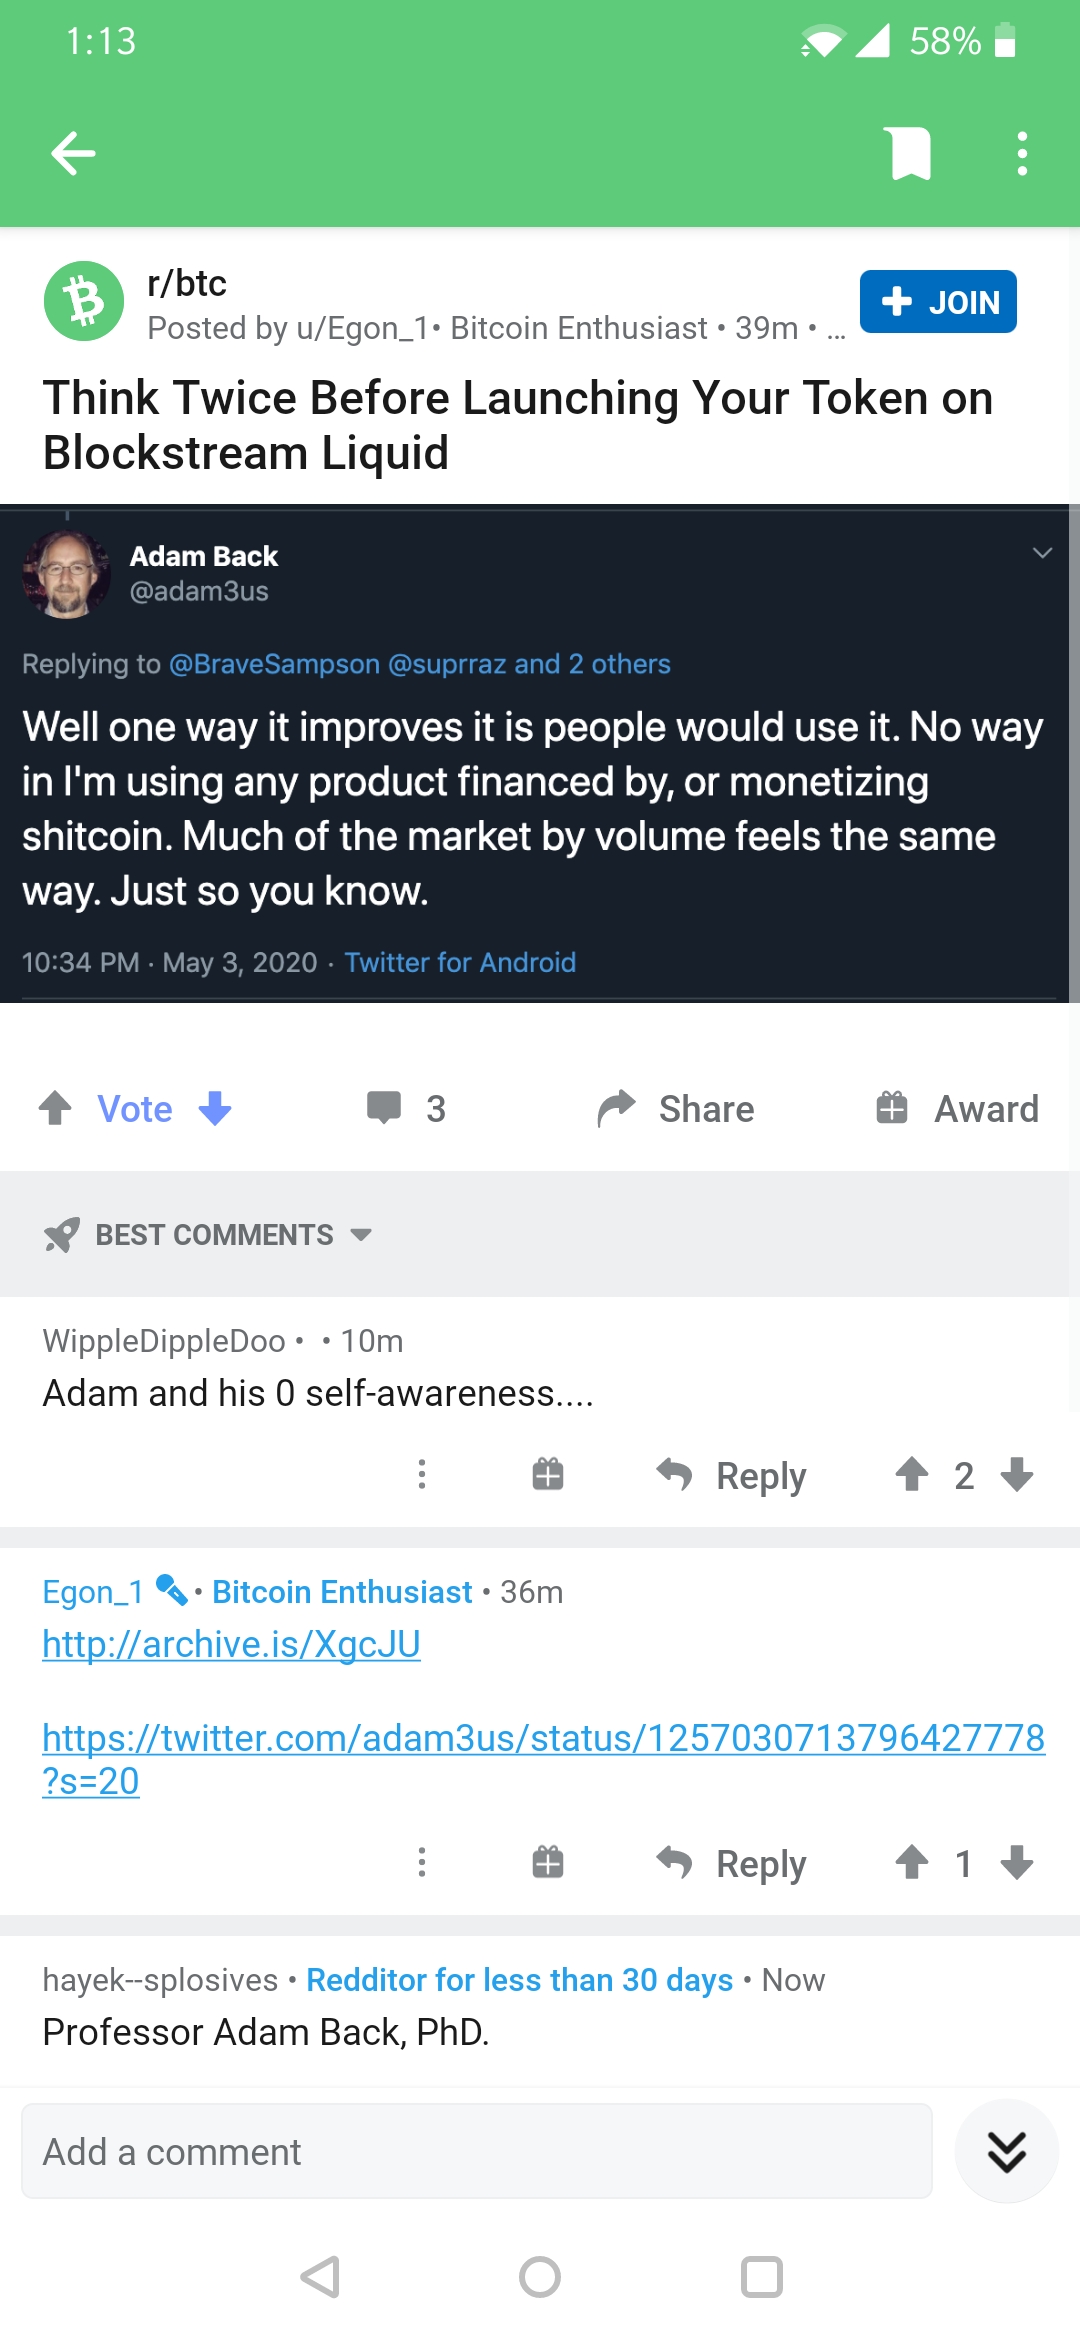 1:13
58%
r/btc
Posted by u/Egon_1• Bitcoin Enthusiast • 39m • ...
JOIN
Think Twice Before Launching Your Token on
Blockstream Liquid
Adam Back
@adam3us
Replying to @BraveSampson @suprraz and 2 others
Well one way it improves it is people would use it. No way
in I'm using any product financed by, or monetizing
shitcoin. Much of the market by volume feels the same
way. Just so you know.
10:34 PM · May 3, 2020 · Twitter for Android
Vote
3
Share
Award
BEST COMMENTS
WippleDippleDoo • • 10m
Adam and his 0 self-awareness....
Reply
2
Egon_1 • Bitcoin Enthusiast • 36m
http://archive.is/XgcJU
https://twitter.com/adam3us/status/1257030713796427778
?s=20
Reply
1
hayek--splosives • Redditor for less than 30 days • Now
Professor Adam Back, PhD.
Add a comment